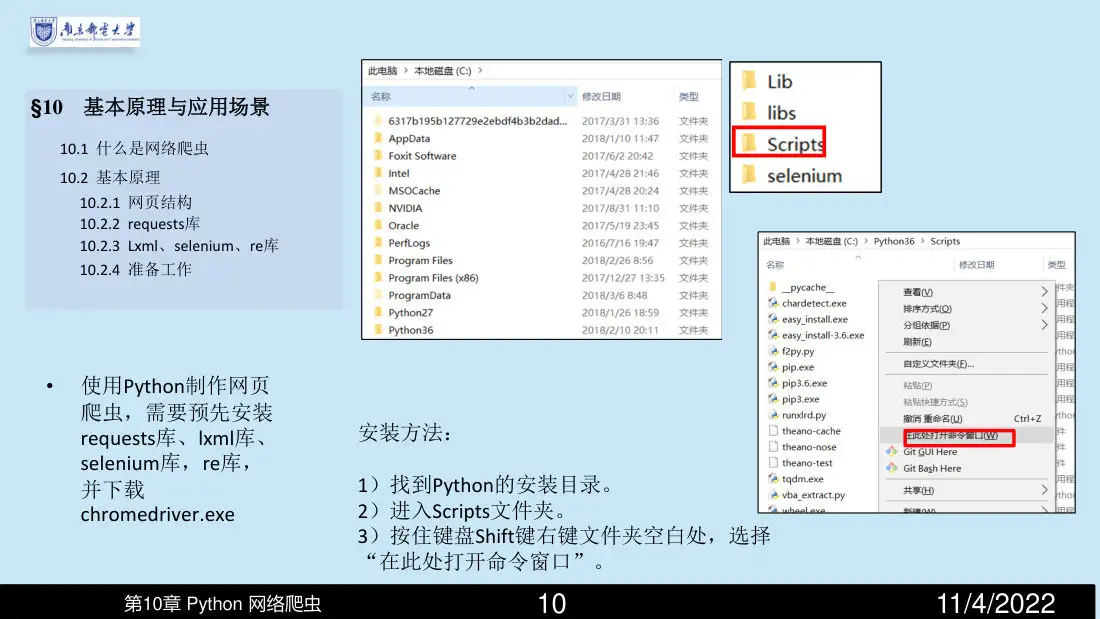 南京邮电大学
§10 基本原理与应用场景
10.1 什么是网络爬虫
10.2 基本原理
10.2.1 网页结构
10.2.2 requests库
10.2.3 Lxml、selenium、re库
10.2.4 准备工作
此电脑 › 本地磁盘 (C:) ›
名称 修改日期 类型
6317b195b127729e2ebdf4b3b2dad... 2017/3/31 13:36 文件夹
AppData 2018/1/10 11:47 文件夹
Foxit Software 2017/6/2 20:42 文件夹
Intel 2017/4/28 21:46 文件夹
MSOCache 2017/4/28 20:24 文件夹
NVIDIA 2017/8/31 11:10 文件夹
Oracle 2017/5/19 23:45 文件夹
PerfLogs 2016/7/16 19:47 文件夹
Program Files 2018/2/26 8:56 文件夹
Program Files (x86) 2017/12/27 13:35 文件夹
ProgramData 2018/3/6 8:48 文件夹
Python27 2018/1/26 18:59 文件夹
Python36 2018/2/10 20:11 文件夹
Lib
libs
Scripts
selenium
此电脑 › 本地磁盘 (C:) › Python36 › Scripts
名称 修改日期 类型
__pycache__
chardetect.exe
easy_install.exe
easy_install-3.6.exe
f2py.py
pip.exe
pip3.6.exe
pip3.exe
runxlrd.py
theano-cache
theano-nose
theano-test
tqdm.exe
vba_extract.py
wheel.exe
查看(V)
排序方式(O)
分组依据(P)
刷新(E)
自定义文件夹(F)...
粘贴(P)
粘贴快捷方式(S)
撤消 重命名(U) Ctrl+Z
在此处打开命令窗口(W)
Git GUI Here
Git Bash Here
共享(H)
新建(W)
• 使用Python制作网页
爬虫，需要预先安装
requests库、lxml库、
selenium库，re库，
并下载
chromedriver.exe
安装方法：
1）找到Python的安装目录。
2）进入Scripts文件夹。
3）按住键盘Shift键右键文件夹空白处，选择
“在此处打开命令窗口”。
第10章 Python 网络爬虫
10
11/4/2022